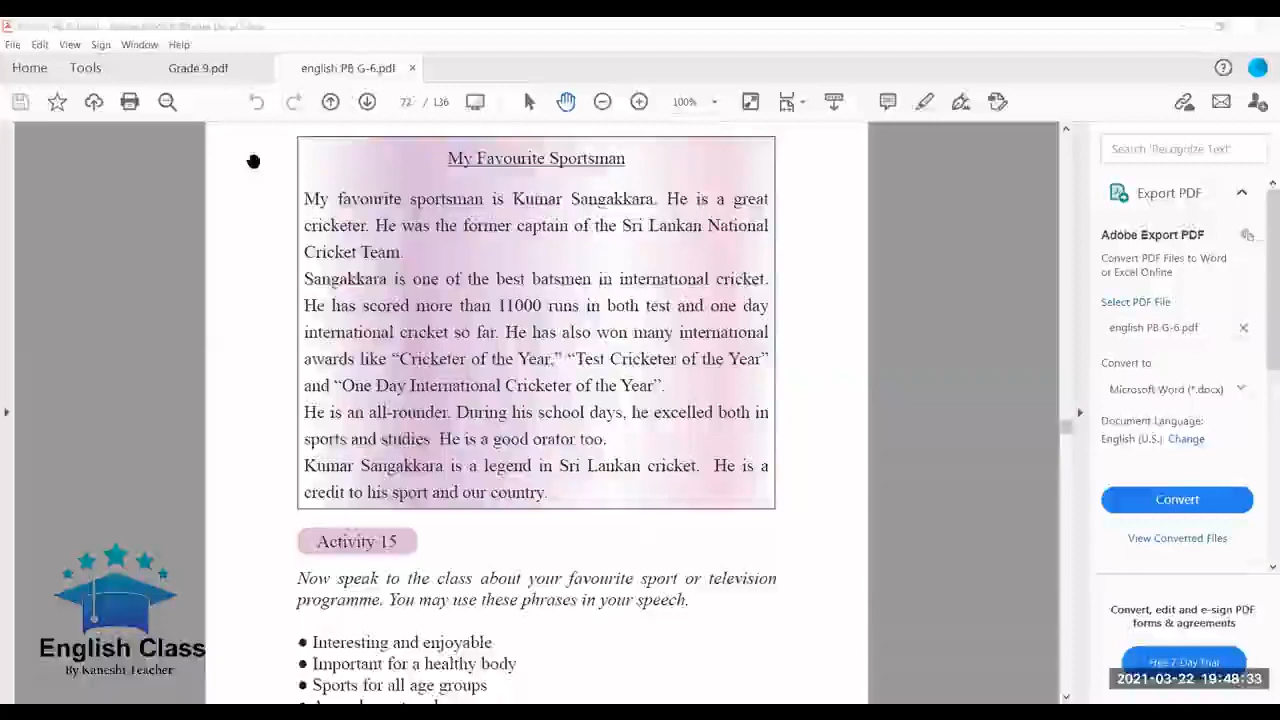 File Edit View Sign Window Help
Home Tools Grade 9.pdf english PB G-6.pdf ×
72 / 136 100%
My Favourite Sportsman
My favourite sportsman is Kumar Sangakkara. He is a great
cricketer. He was the former captain of the Sri Lankan National
Cricket Team.
Sangakkara is one of the best batsmen in international cricket.
He has scored more than 11000 runs in both test and one day
international cricket so far. He has also won many international
awards like “Cricketer of the Year,” “Test Cricketer of the Year”
and “One Day International Cricketer of the Year”.
He is an all-rounder. During his school days, he excelled both in
sports and studies. He is a good orator too.
Kumar Sangakkara is a legend in Sri Lankan cricket. He is a
credit to his sport and our country.
Activity 15
Now speak to the class about your favourite sport or television
programme. You may use these phrases in your speech.
● Interesting and enjoyable
● Important for a healthy body
● Sports for all age groups
English Class
By Kaneshi Teacher
Search 'Recognize Text'
Export PDF
Adobe Export PDF
Convert PDF Files to Word
or Excel Online
Select PDF File
english PB G-6.pdf
Convert to
Microsoft Word (*.docx)
Document Language:
English (U.S.) Change
Convert
View Converted Files
Convert, edit and e-sign PDF
forms & agreements
Free 7-Day Trial
2021-03-22 19:48:33